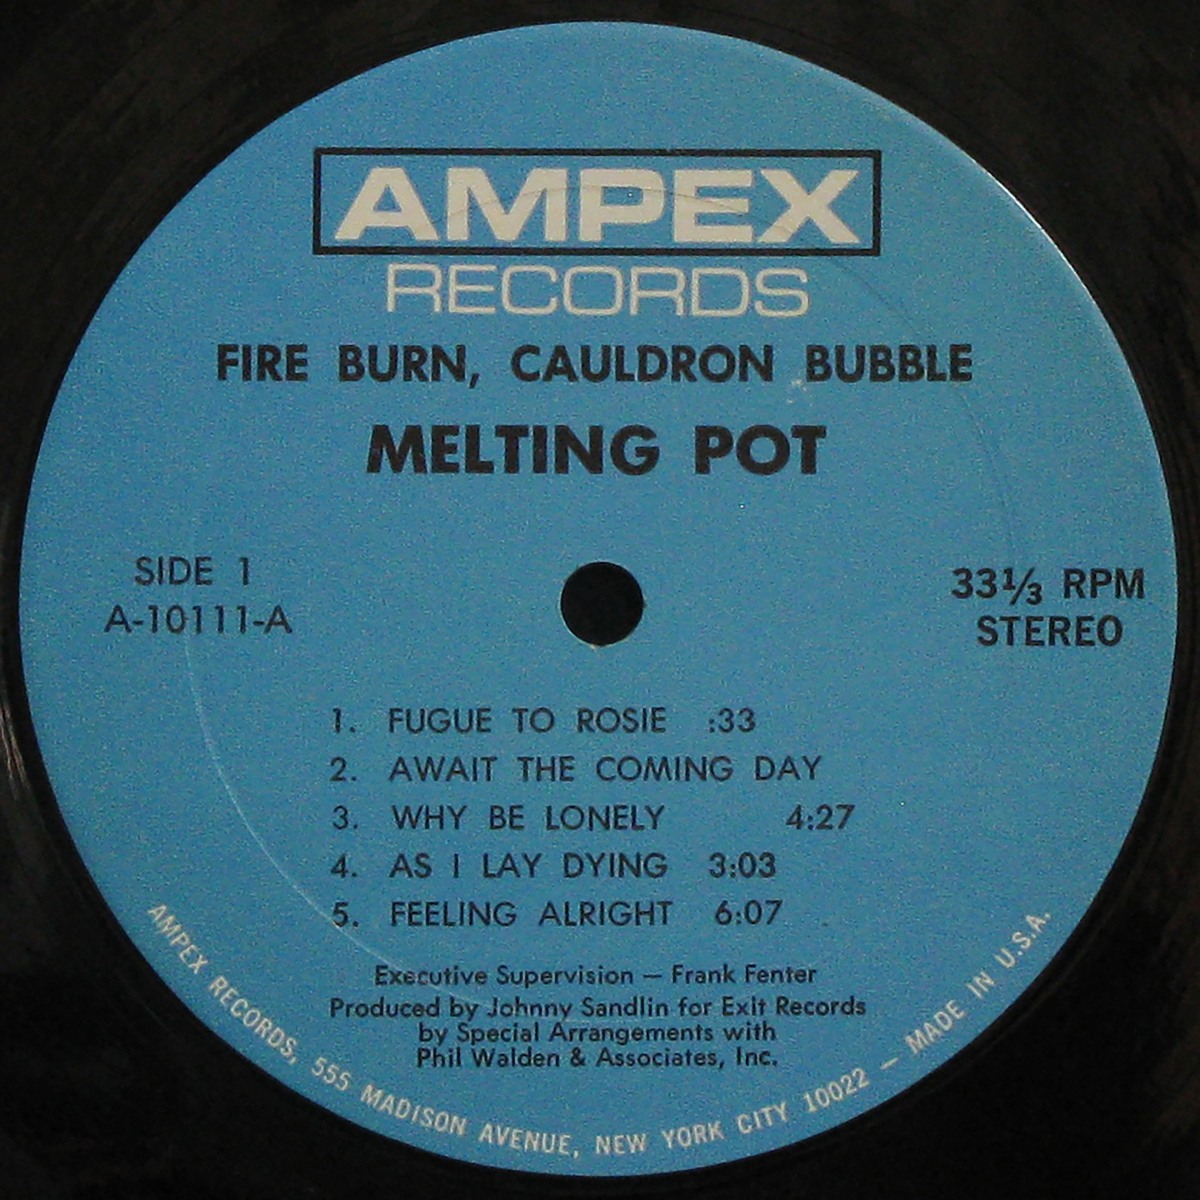 AMPEX
RECORDS
FIRE BURN, CAULDRON BUBBLE
MELTING POT
SIDE 1
A-10111-A
33⅓ RPM
STEREO
1. FUGUE TO ROSIE :33
2. AWAIT THE COMING DAY
3. WHY BE LONELY 4:27
4. AS I LAY DYING 3:03
5. FEELING ALRIGHT 6:07
Executive Supervision — Frank Fenter
Produced by Johnny Sandlin for Exit Records
by Special Arrangements with
Phil Walden & Associates, Inc.
AMPEX RECORDS, 555 MADISON AVENUE, NEW YORK CITY 10022 — MADE IN U.S.A.